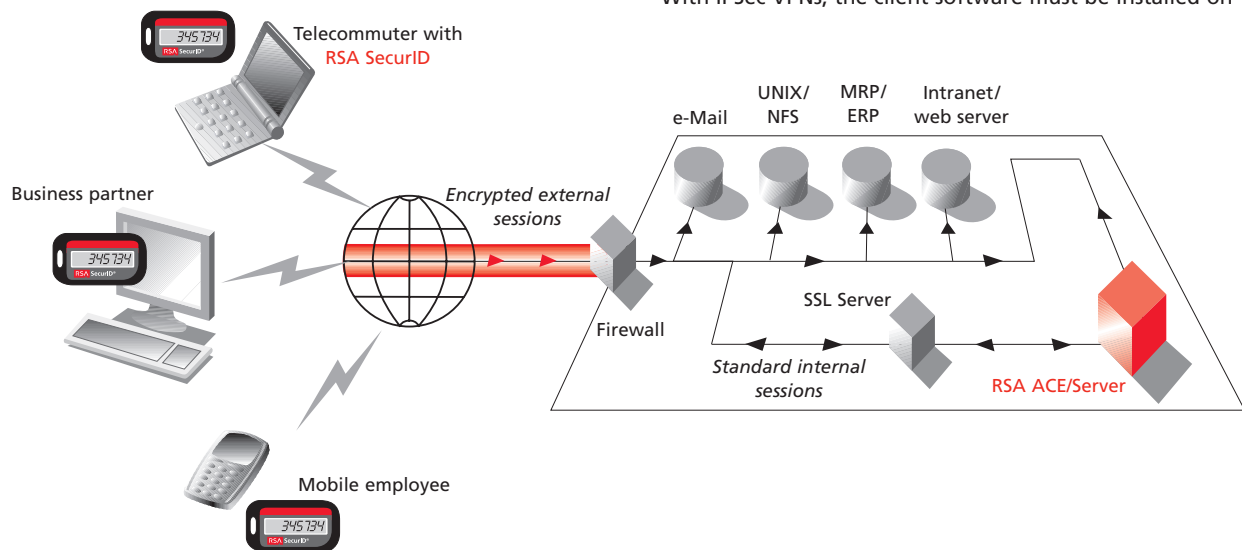 With IPSec VPNs, the client software must be installed on
345734
RSA SecurID®
Telecommuter with
RSA SecurID
Business partner
345734
RSA SecurID®
Mobile employee
345734
RSA SecurID®
Encrypted external
sessions
Firewall
e-Mail
UNIX/
NFS
MRP/
ERP
Intranet/
web server
SSL Server
Standard internal
sessions
RSA ACE/Server